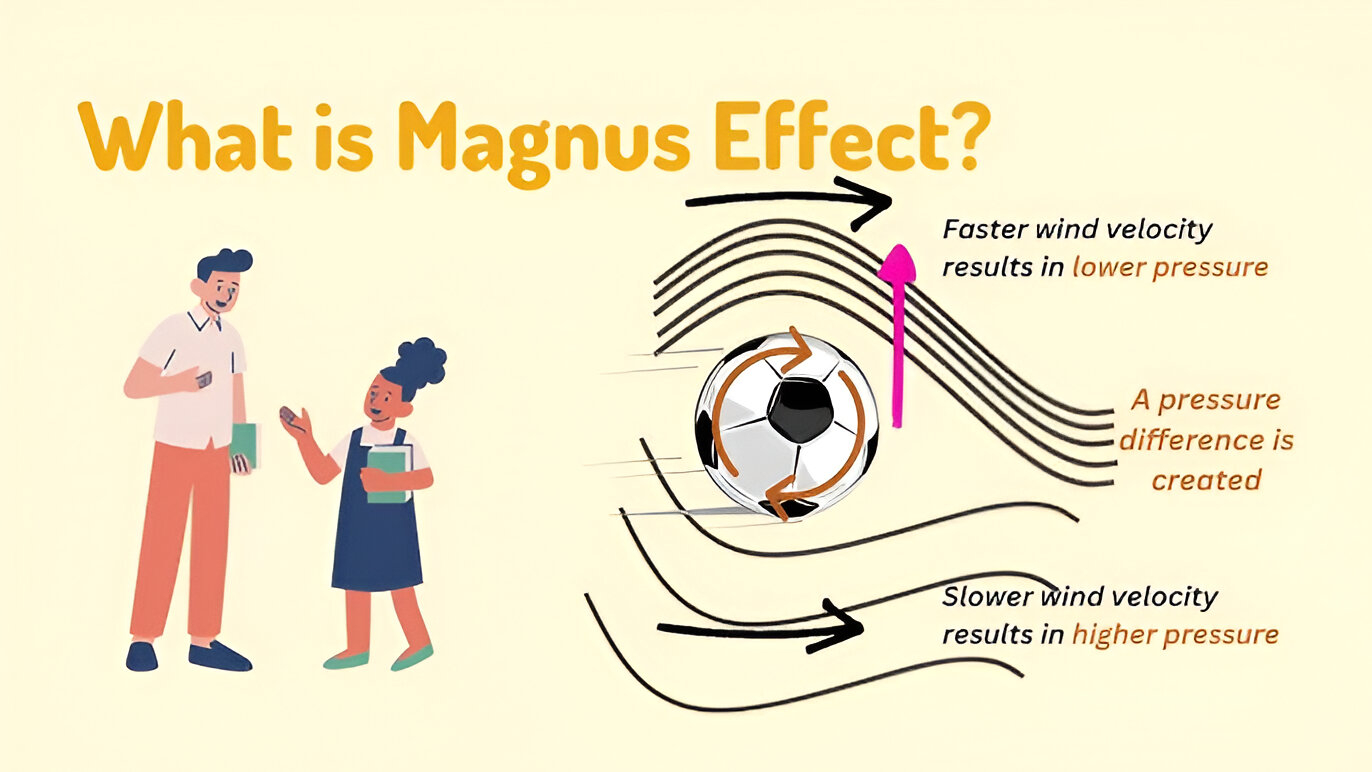 What is Magnus Effect?
Faster wind velocity
results in lower pressure
A pressure
difference is
created
Slower wind velocity
results in higher pressure